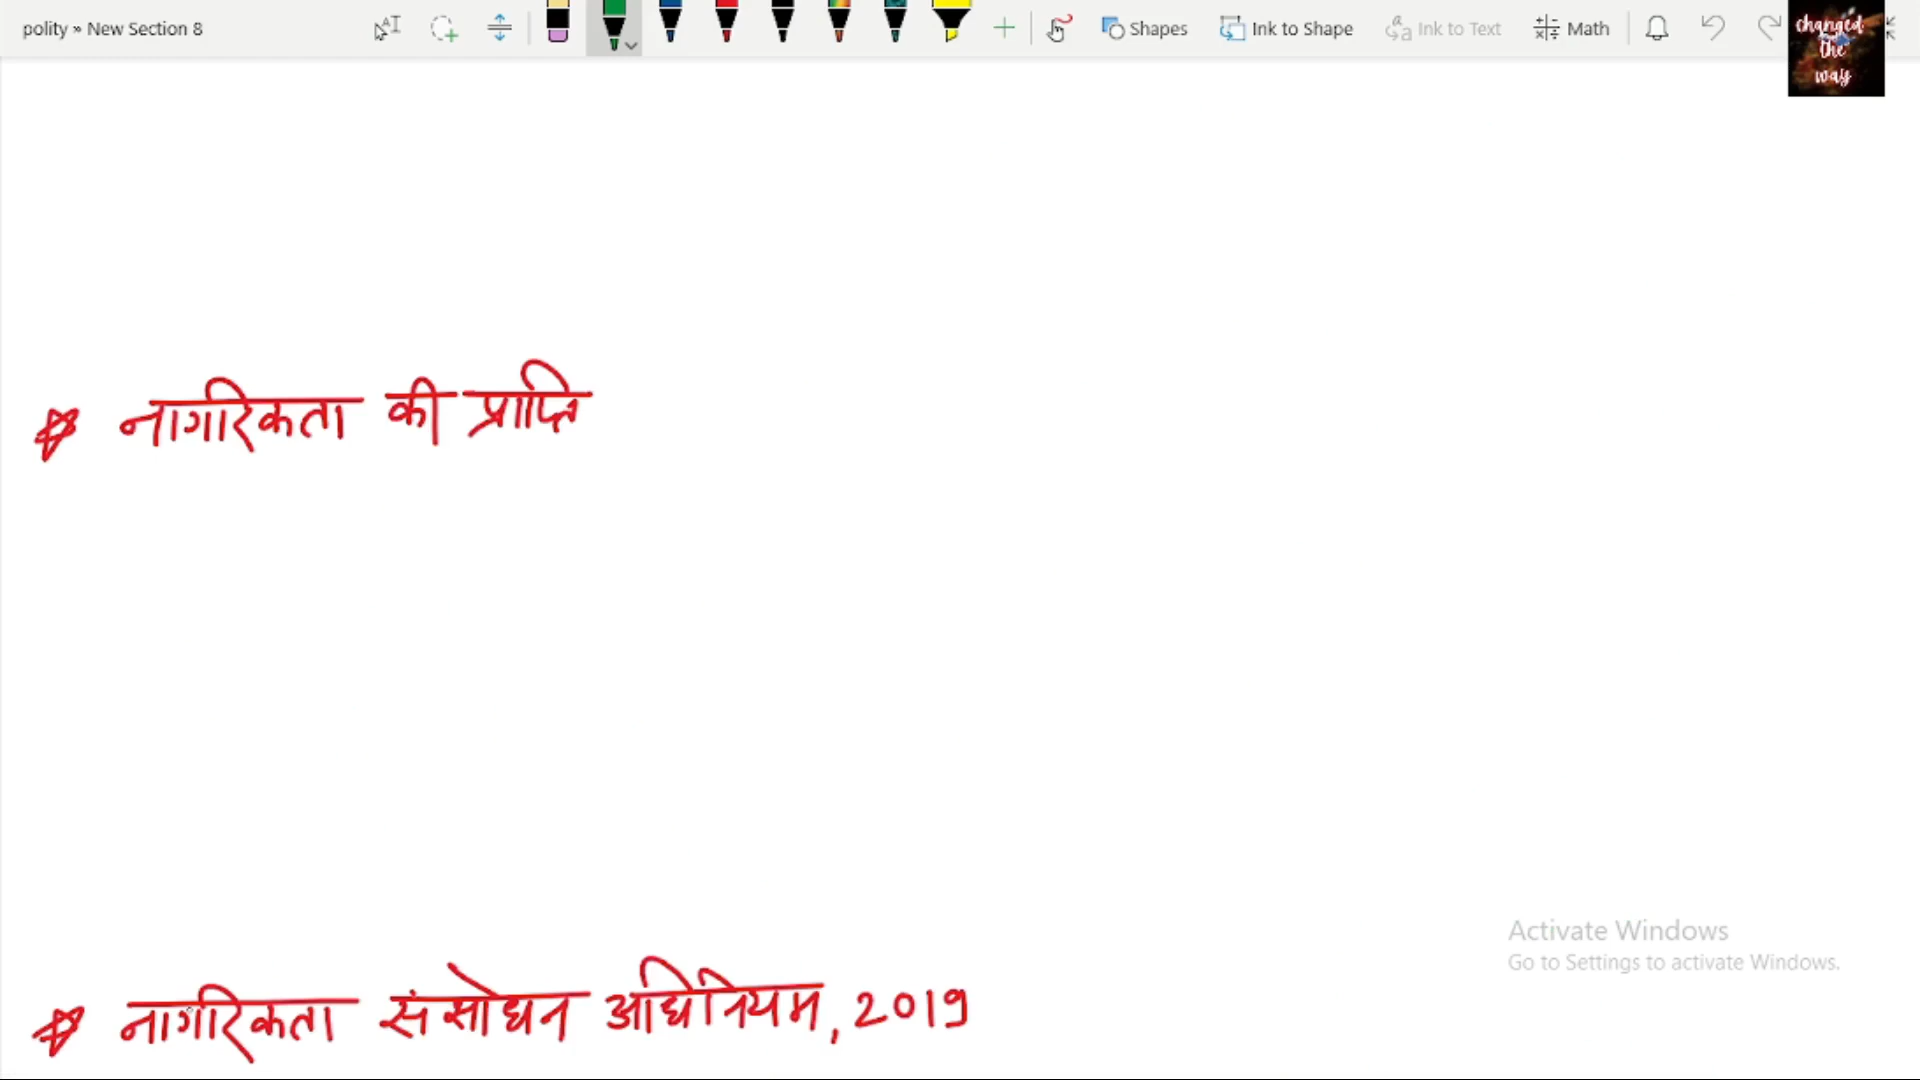 polity » New Section 8
Shapes
Ink to Shape
Ink to Text
Math
changed
the
way
नागरिकता की प्राप्ति
Activate Windows
Go to Settings to activate Windows.
नागरिकता संसोधन अधिनियम, 2019